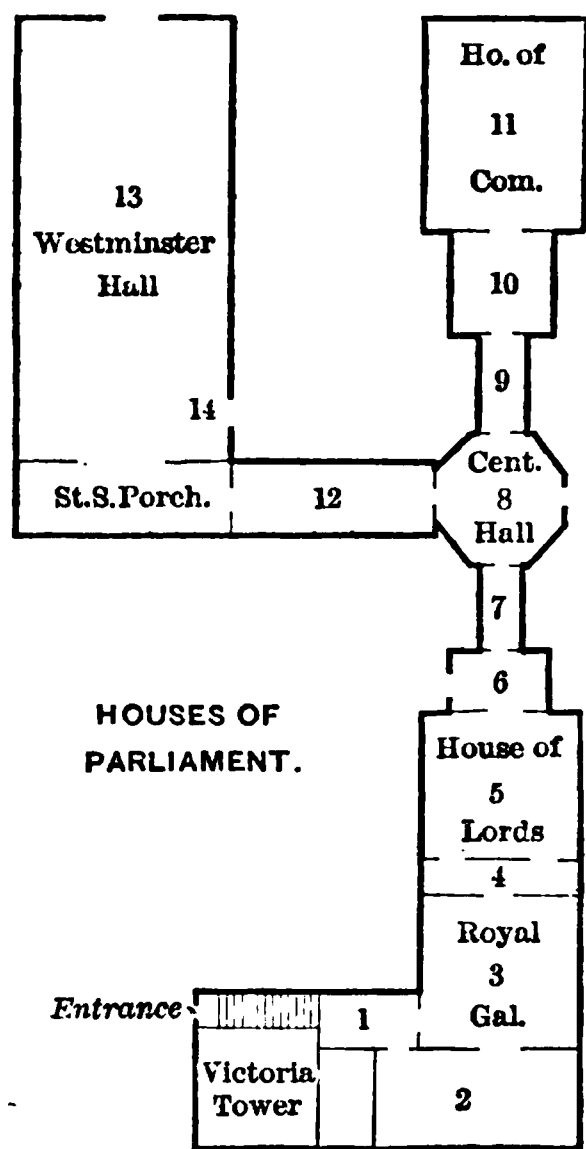 Ho. of
11
Com.
13
Westminster
Hall
10
9
14
Cent.
8
Hall
St.S.Porch.
12
7
6
HOUSES OF
PARLIAMENT.
House of
5
Lords
4
Royal
3
Gal.
Entrance
1
Victoria
Tower
2